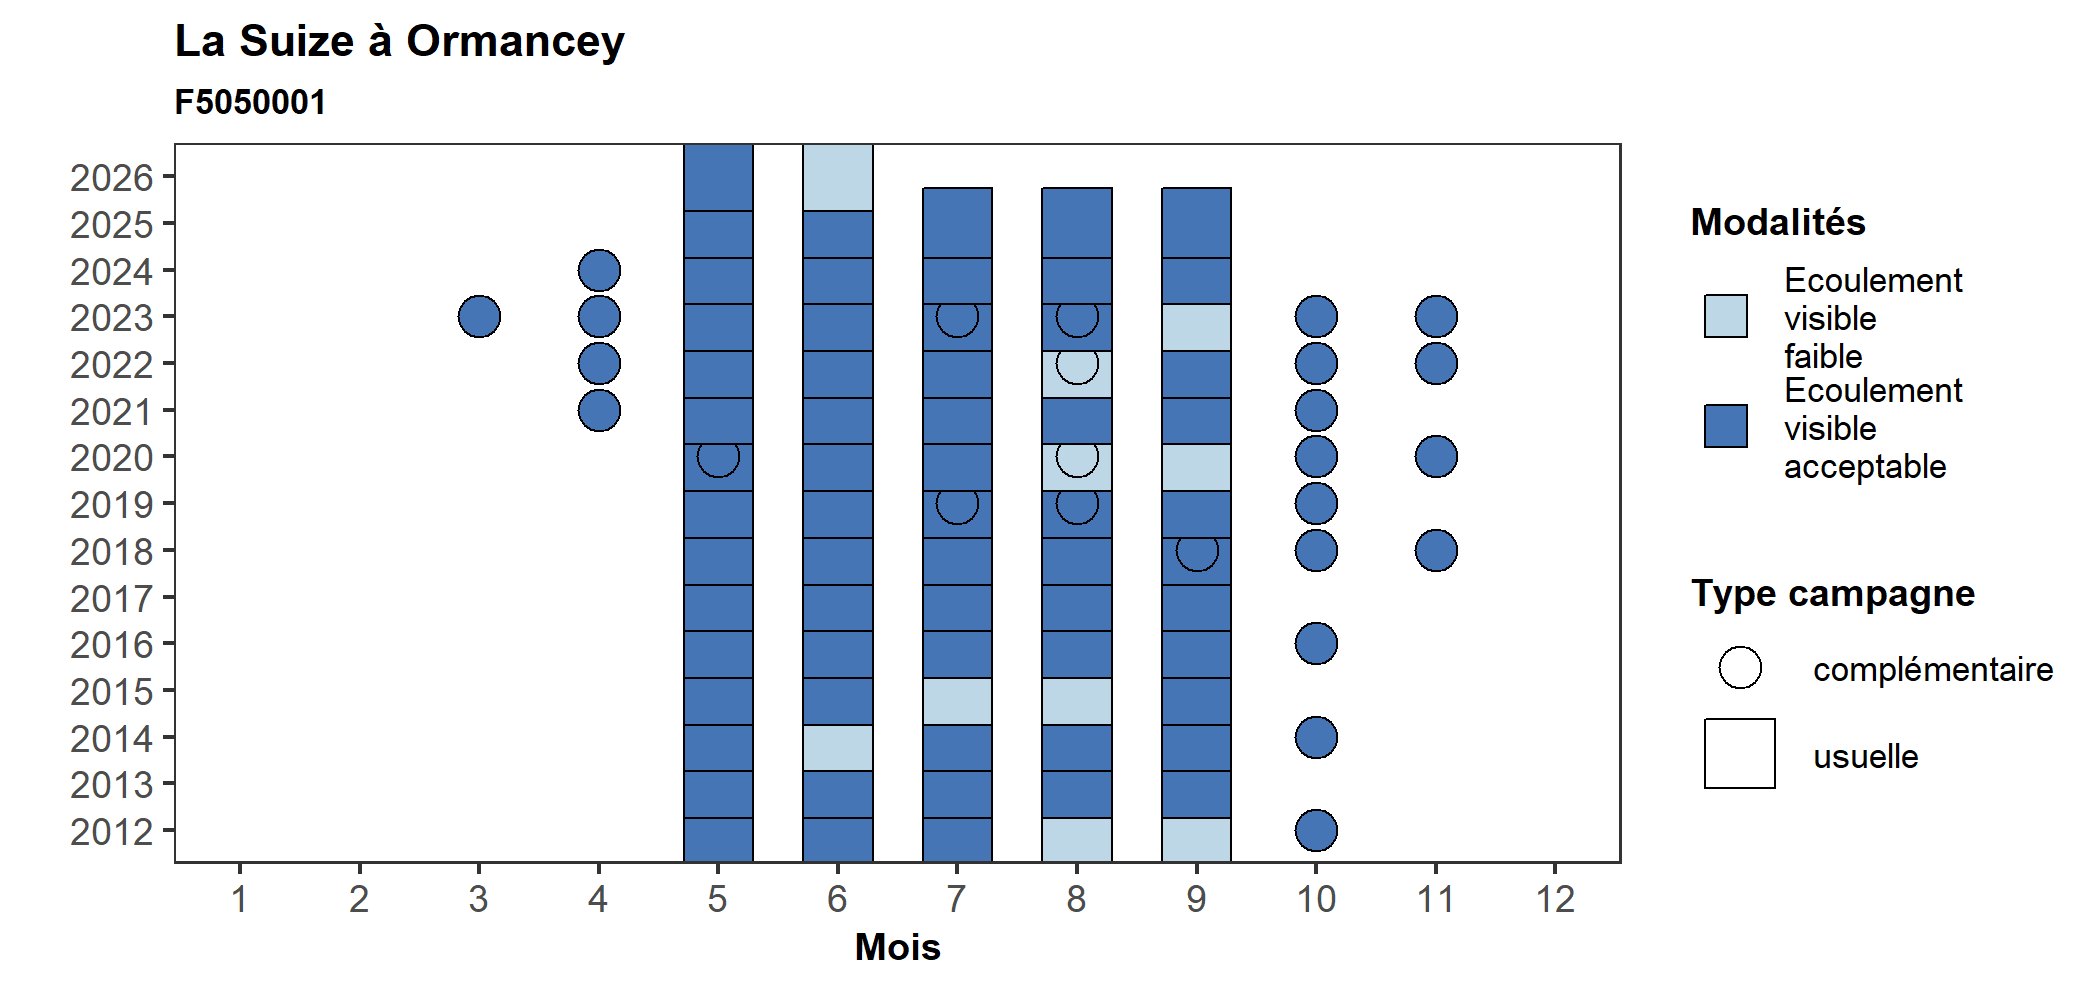 La Suize à Ormancey
F5050001
2026
2025
2024
2023
2022
2021
2020
2019
2018
2017
2016
2015
2014
2013
2012
1 2 3 4 5 6 7 8 9 10 11 12
Mois
Modalités
Ecoulement
visible
faible
Ecoulement
visible
acceptable
Type campagne
complémentaire
usuelle